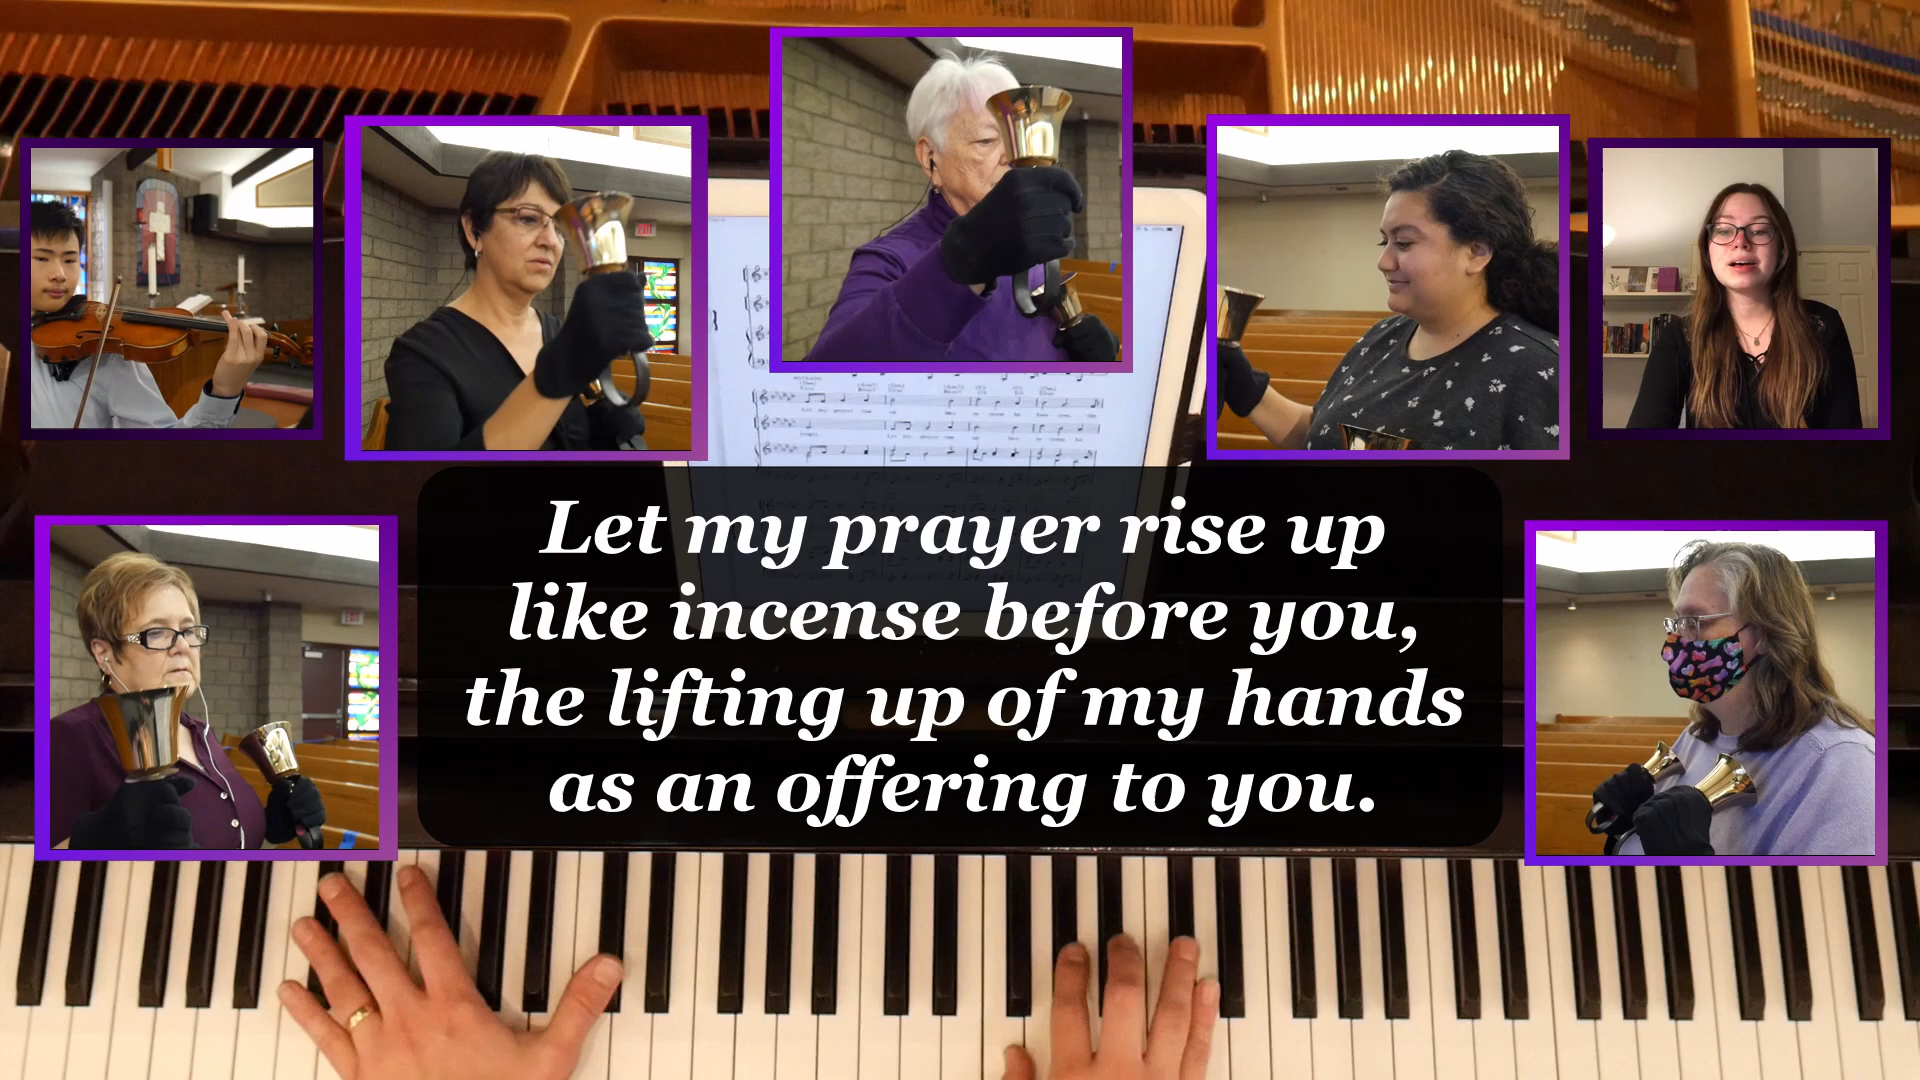 Let my prayer rise up
like incense before you,
the lifting up of my hands
as an offering to you.